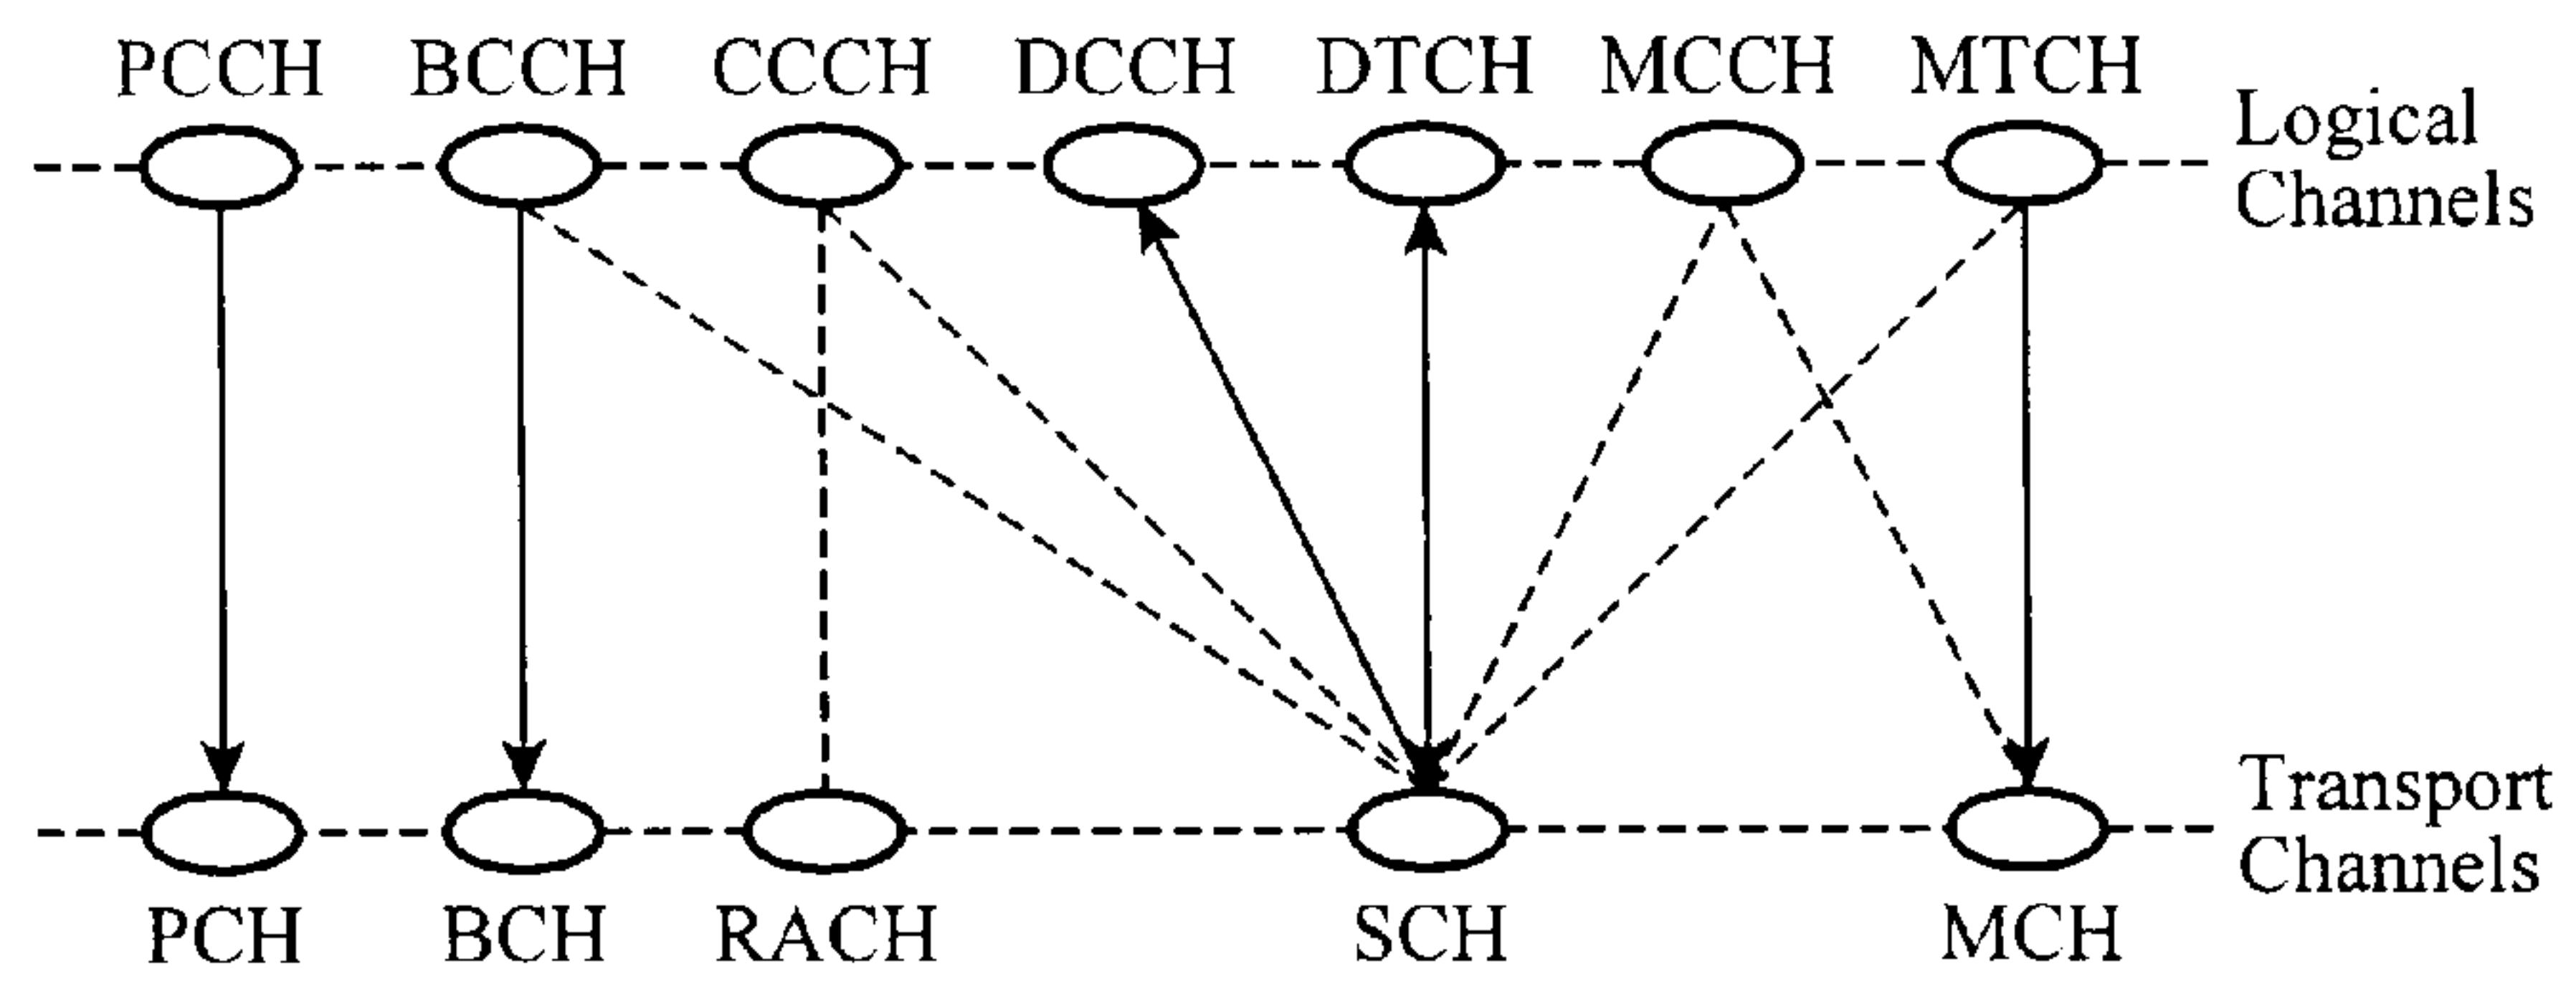 PCCH BCCH CCCH DCCH DTCH MCCH MTCH
Logical
Channels
Transport
Channels
PCH BCH RACH SCH MCH